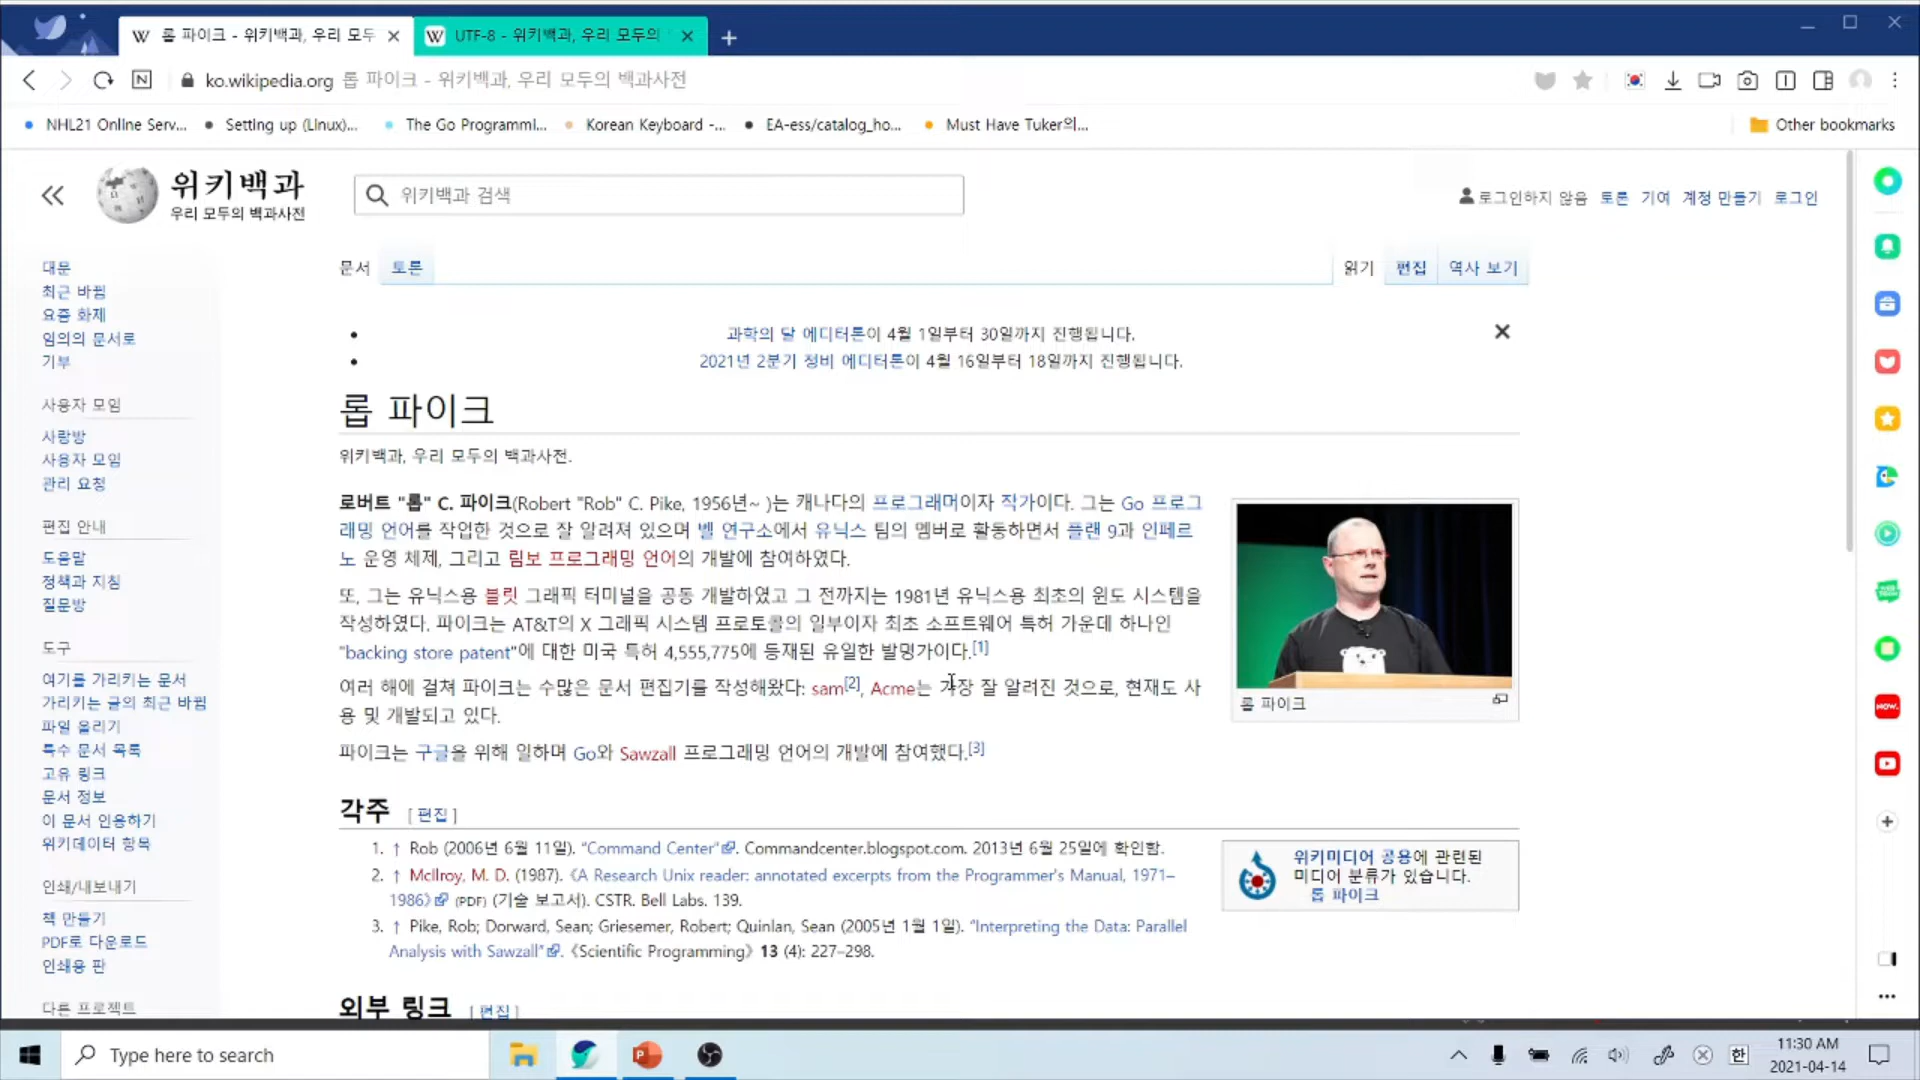 롭 파이크 - 위키백과, 우리 모두
UTF-8 - 위키백과, 우리 모두의
ko.wikipedia.org 롭 파이크 - 위키백과, 우리 모두의 백과사전
NHL21 Online Serv...
Setting up (Linux)...
The Go Programmi...
Korean Keyboard -...
EA-ess/catalog_ho...
Must Have Tuker의...
Other bookmarks
위키백과
우리 모두의 백과사전
위키백과 검색
로그인하지 않음 토론 기여 계정 만들기 로그인
대문
최근 바뀜
요즘 화제
임의의 문서로
기부
사용자 모임
사랑방
사용자 모임
관리 요청
편집 안내
도움말
정책과 지침
질문방
도구
여기를 가리키는 문서
가리키는 글의 최근 바뀜
파일 올리기
특수 문서 목록
고유 링크
문서 정보
이 문서 인용하기
위키데이터 항목
인쇄/내보내기
책 만들기
PDF로 다운로드
인쇄용 판
다른 프로젝트
문서 토론
읽기 편집 역사 보기
과학의 달 에디터톤이 4월 1일부터 30일까지 진행됩니다.
2021년 2분기 정비 에디터톤이 4월 16일부터 18일까지 진행됩니다.
롭 파이크
위키백과, 우리 모두의 백과사전.
로버트 "롭" C. 파이크(Robert "Rob" C. Pike, 1956년~ )는 캐나다의 프로그래머이자 작가이다. 그는 Go 프로그
래밍 언어를 작업한 것으로 잘 알려져 있으며 벨 연구소에서 유닉스 팀의 멤버로 활동하면서 플랜 9과 인페르
노 운영 체제, 그리고 림보 프로그래밍 언어의 개발에 참여하였다.
또, 그는 유닉스용 블릿 그래픽 터미널을 공동 개발하였고 그 전까지는 1981년 유닉스용 최초의 윈도 시스템을
작성하였다. 파이크는 AT&T의 X 그래픽 시스템 프로토콜의 일부이자 최초 소프트웨어 특허 가운데 하나인
"backing store patent"에 대한 미국 특허 4,555,775에 등재된 유일한 발명가이다.[1]
여러 해에 걸쳐 파이크는 수많은 문서 편집기를 작성해왔다: sam[2], Acme는 가장 잘 알려진 것으로, 현재도 사
용 및 개발되고 있다.
파이크는 구글을 위해 일하며 Go와 Sawzall 프로그래밍 언어의 개발에 참여했다.[3]
롭 파이크
각주 [편집]
1. ↑ Rob (2006년 6월 11일). “Command Center”. Commandcenter.blogspot.com. 2013년 6월 25일에 확인함.
2. ↑ McIlroy, M. D. (1987). 《A Research Unix reader: annotated excerpts from the Programmer's Manual, 1971–
1986》 (PDF) (기술 보고서). CSTR. Bell Labs. 139.
3. ↑ Pike, Rob; Dorward, Sean; Griesemer, Robert; Quinlan, Sean (2005년 1월 1일). “Interpreting the Data: Parallel
Analysis with Sawzall”. 《Scientific Programming》 13 (4): 227–298.
위키미디어 공용에 관련된
미디어 분류가 있습니다.
롭 파이크
외부 링크 [편집]
NOW.
Type here to search
한
11:30 AM
2021-04-14